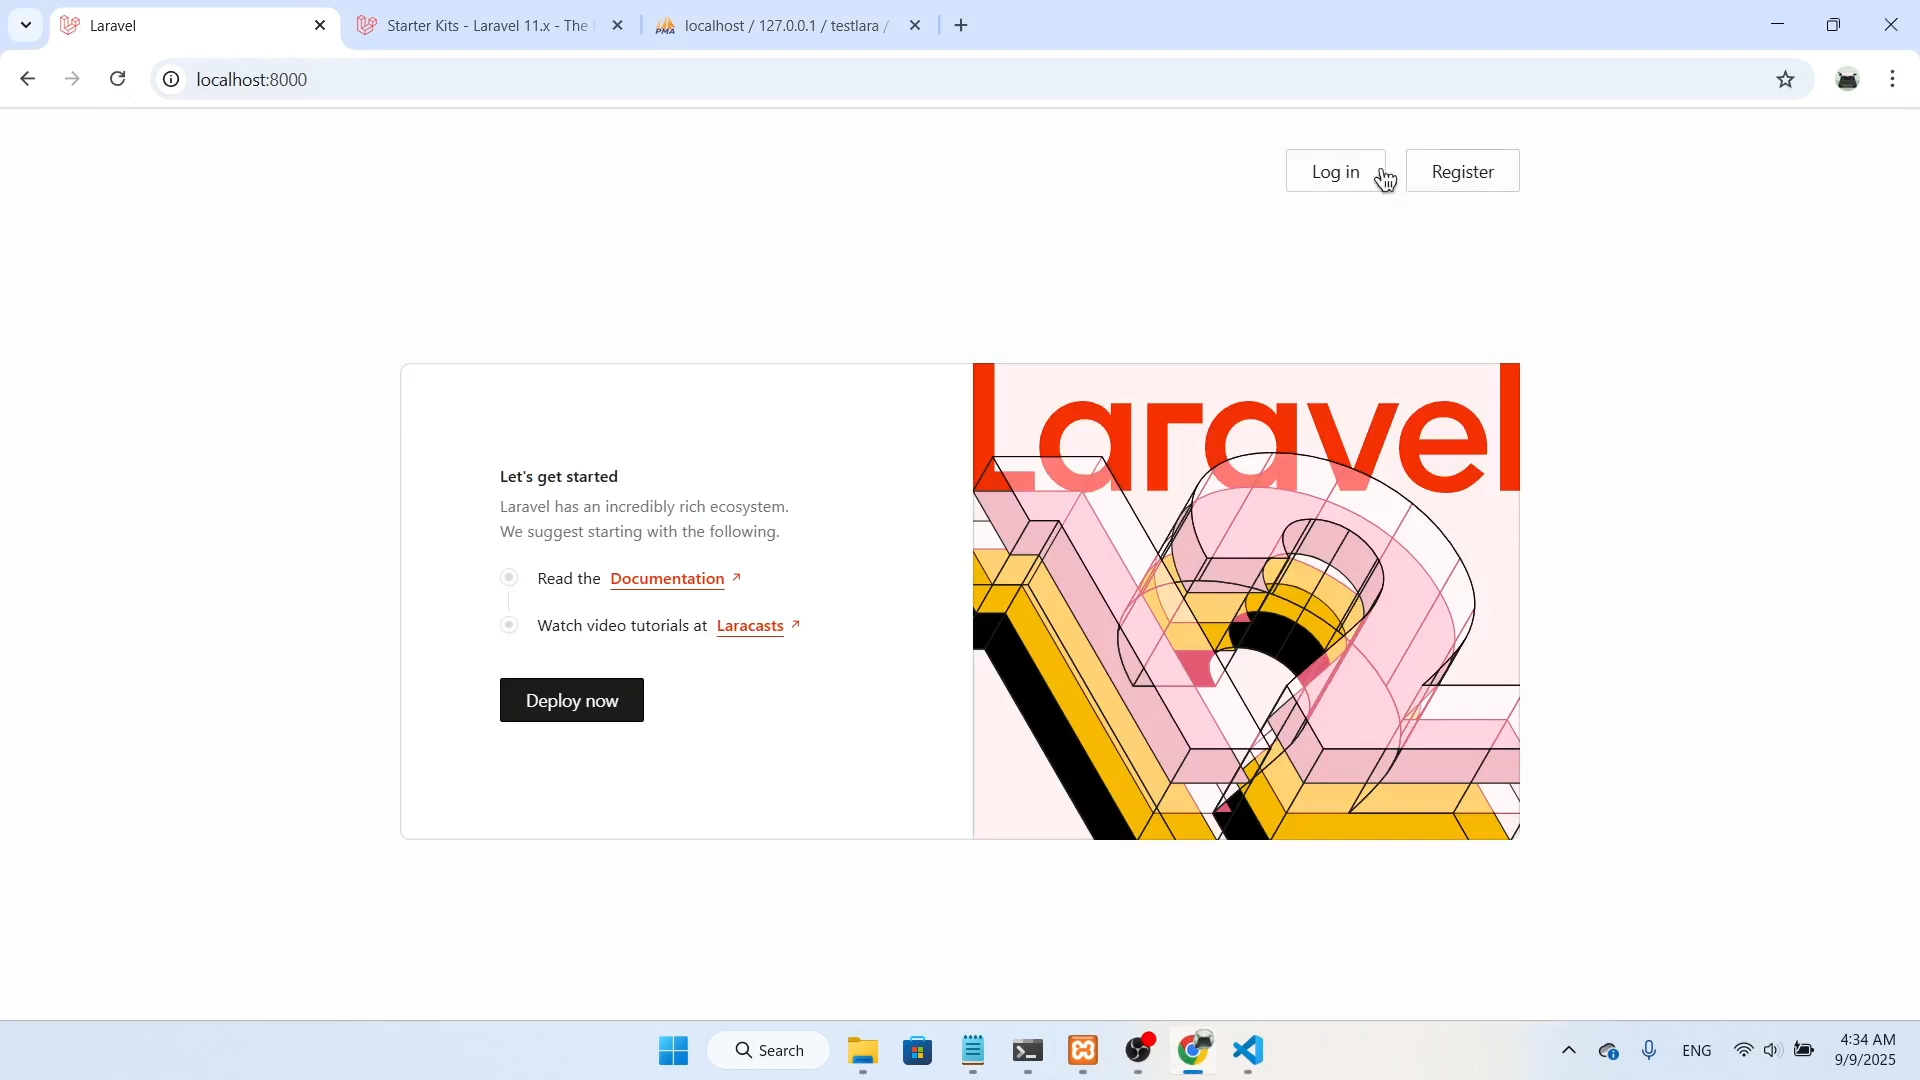 Laravel
Starter Kits - Laravel 11.x - The
localhost / 127.0.0.1 / testlara /
localhost:8000
Log in
Register
Let's get started
Laravel has an incredibly rich ecosystem.
We suggest starting with the following.
Read the Documentation
Watch video tutorials at Laracasts
Deploy now
Laravel
Search
ENG
4:34 AM
9/9/2025